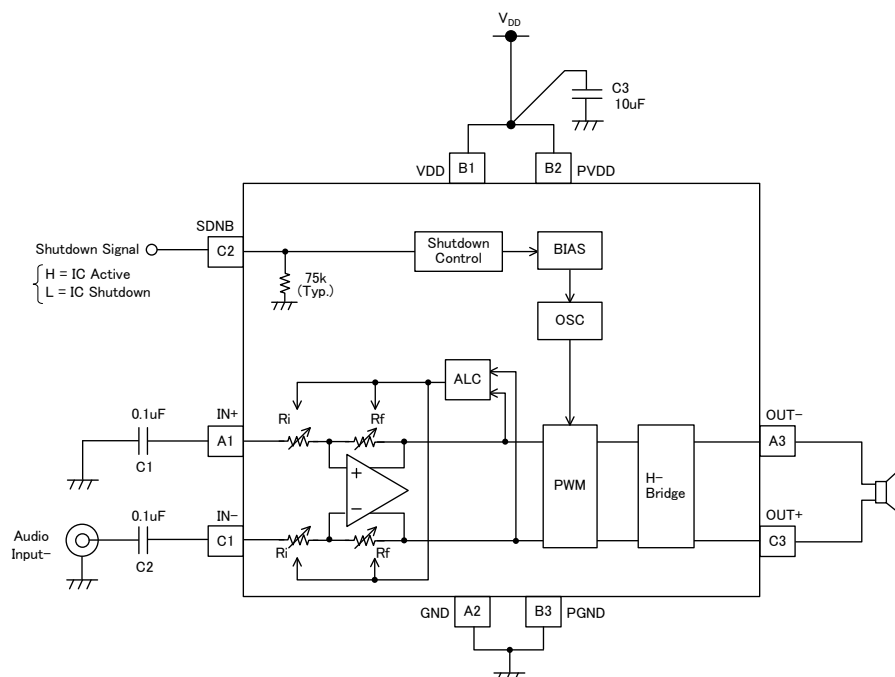 VDD
C3
10uF
VDD
B1
B2
PVDD
SDNB
Shutdown Signal
C2
H = IC Active
L = IC Shutdown
75k
(Typ.)
Shutdown
Control
BIAS
OSC
ALC
0.1uF
IN+
A1
C1
Ri
Rf
+
−
PWM
H-
Bridge
OUT-
A3
Audio
Input-
0.1uF
IN-
C1
C2
Ri
Rf
OUT+
C3
GND
A2
B3
PGND